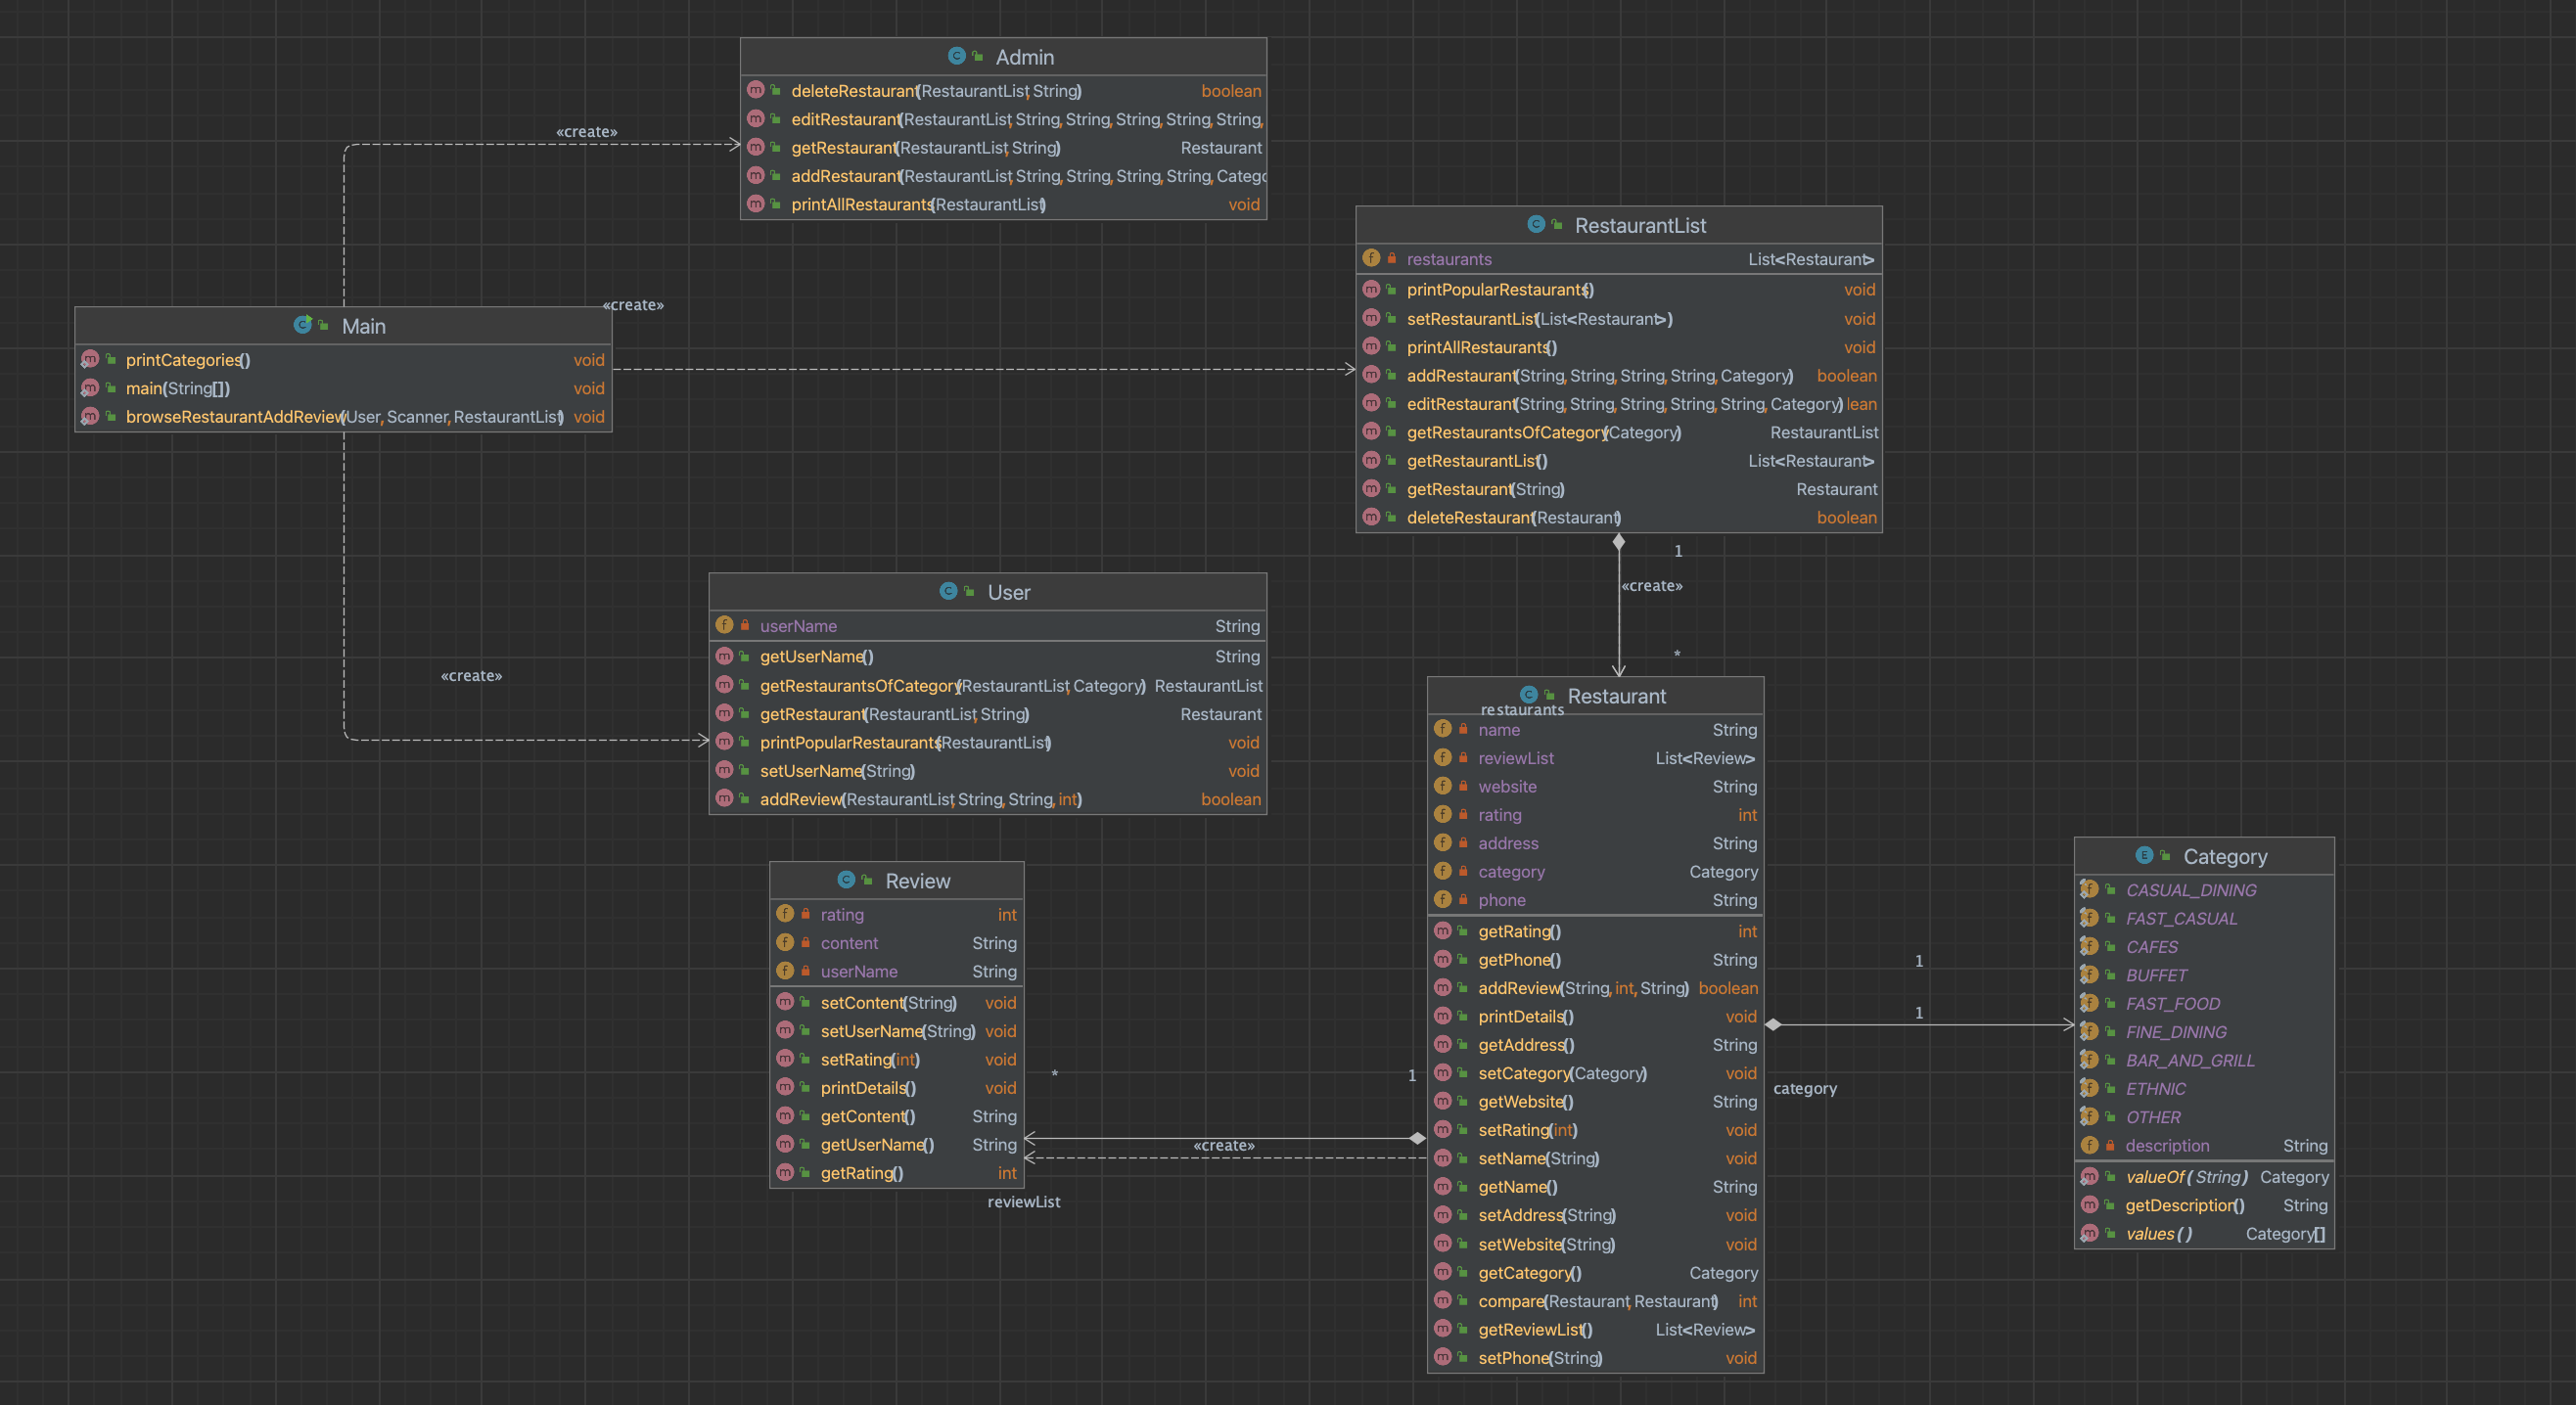 Admin
deleteRestaurant(RestaurantList, String) boolean
editRestaurant(RestaurantList, String, String, String, String, String,
getRestaurant(RestaurantList, String) Restaurant
addRestaurant(RestaurantList, String, String, String, String, Catego
printAllRestaurants(RestaurantList) void
«create»
«create»
Main
printCategories() void
main(String[]) void
browseRestaurantAddReview(User, Scanner, RestaurantList) void
RestaurantList
restaurants List<Restaurant>
printPopularRestaurants() void
setRestaurantList(List<Restaurant>) void
printAllRestaurants() void
addRestaurant(String, String, String, String, Category) boolean
editRestaurant(String, String, String, String, String, Category) lean
getRestaurantsOfCategory(Category) RestaurantList
getRestaurantList() List<Restaurant>
getRestaurant(String) Restaurant
deleteRestaurant(Restaurant) boolean
1
«create»
*
«create»
User
userName String
getUserName() String
getRestaurantsOfCategory(RestaurantList, Category) RestaurantList
getRestaurant(RestaurantList, String) Restaurant
printPopularRestaurants(RestaurantList) void
setUserName(String) void
addReview(RestaurantList, String, String, int) boolean
Restaurant
restaurants
name String
reviewList List<Review>
website String
rating int
address String
category Category
phone String
getRating() int
getPhone() String
addReview(String, int, String) boolean
printDetails() void
getAddress() String
setCategory(Category) void
getWebsite() String
setRating(int) void
setName(String) void
getName() String
setAddress(String) void
setWebsite(String) void
getCategory() Category
compare(Restaurant, Restaurant) int
getReviewList() List<Review>
setPhone(String) void
Review
rating int
content String
userName String
setContent(String) void
setUserName(String) void
setRating(int) void
printDetails() void
getContent() String
getUserName() String
getRating() int
*
1
«create»
reviewList
1
1
category
Category
CASUAL_DINING
FAST_CASUAL
CAFES
BUFFET
FAST_FOOD
FINE_DINING
BAR_AND_GRILL
ETHNIC
OTHER
description String
valueOf(String) Category
getDescription() String
values() Category[]